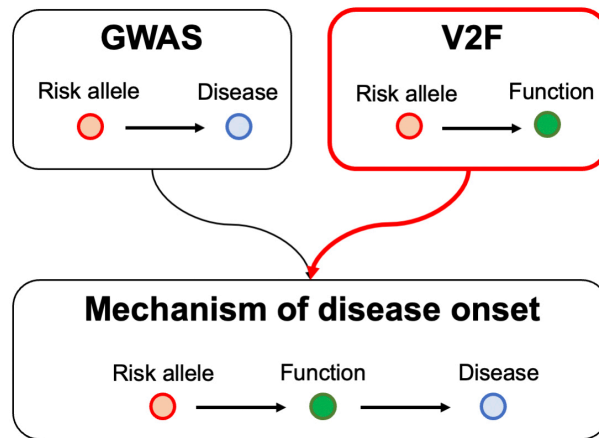 GWAS
Risk allele Disease
V2F
Risk allele Function
Mechanism of disease onset
Risk allele Function Disease